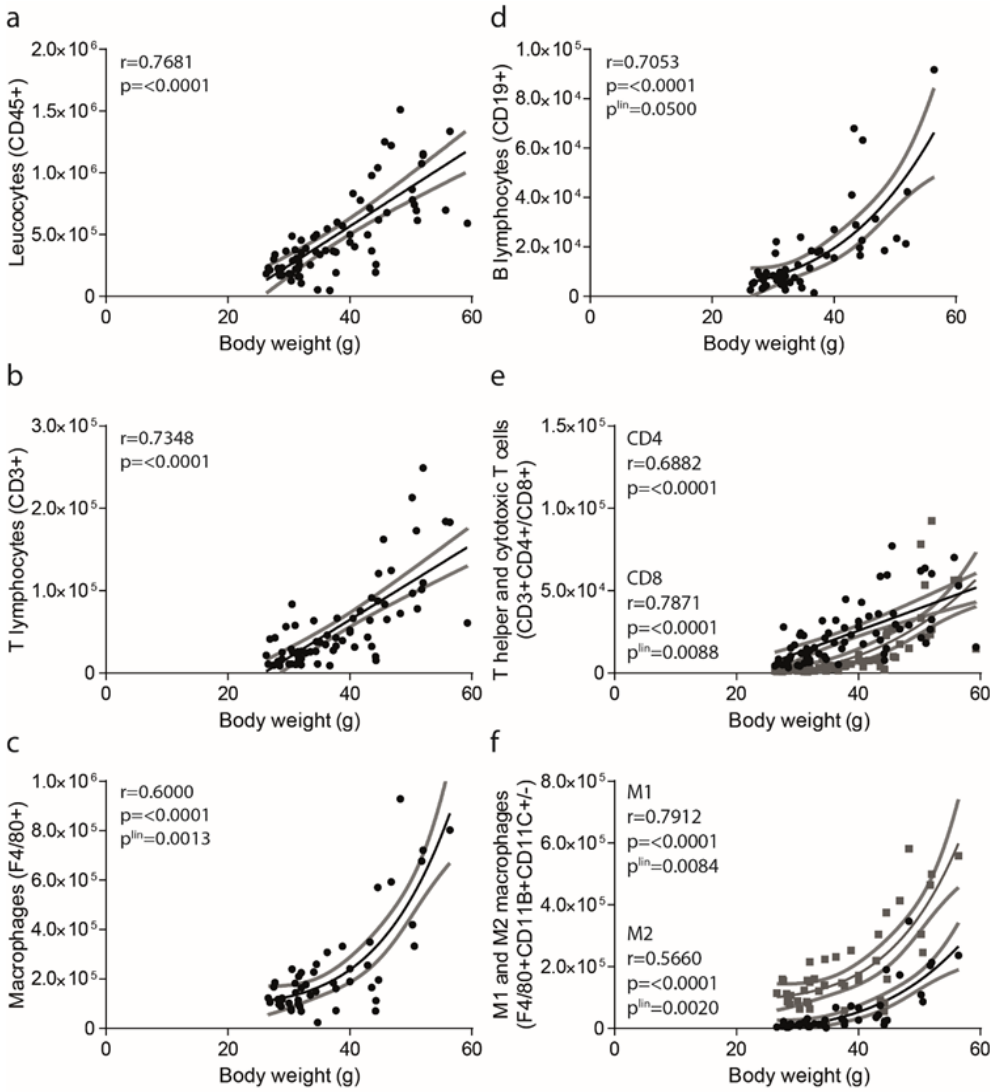 a
Leucocytes (CD45+)
2.0×10⁶
1.5×10⁶
1.0×10⁶
5.0×10⁵
0
r=0.7681
p=<0.0001
0 20 40 60
Body weight (g)
d
B lymphocytes (CD19+)
1.0×10⁵
8.0×10⁴
6.0×10⁴
4.0×10⁴
2.0×10⁴
0
r=0.7053
p=<0.0001
pˡⁱⁿ=0.0500
0 20 40 60
Body weight (g)
b
T lymphocytes (CD3+)
3.0×10⁵
2.0×10⁵
1.0×10⁵
0
r=0.7348
p=<0.0001
0 20 40 60
Body weight (g)
e
T helper and cytotoxic T cells
(CD3+CD4+/CD8+)
1.5×10⁵
1.0×10⁵
5.0×10⁴
0
CD4
r=0.6882
p=<0.0001
CD8
r=0.7871
p=<0.0001
pˡⁱⁿ=0.0088
0 20 40 60
Body weight (g)
c
Macrophages (F4/80+)
1.0×10⁶
8.0×10⁵
6.0×10⁵
4.0×10⁵
2.0×10⁵
0
r=0.6000
p=<0.0001
pˡⁱⁿ=0.0013
0 20 40 60
Body weight (g)
f
M1 and M2 macrophages
(F4/80+CD11B+CD11C+/-)
8.0×10⁵
6.0×10⁵
4.0×10⁵
2.0×10⁵
0
M1
r=0.7912
p=<0.0001
pˡⁱⁿ=0.0084
M2
r=0.5660
p=<0.0001
pˡⁱⁿ=0.0020
0 20 40 60
Body weight (g)